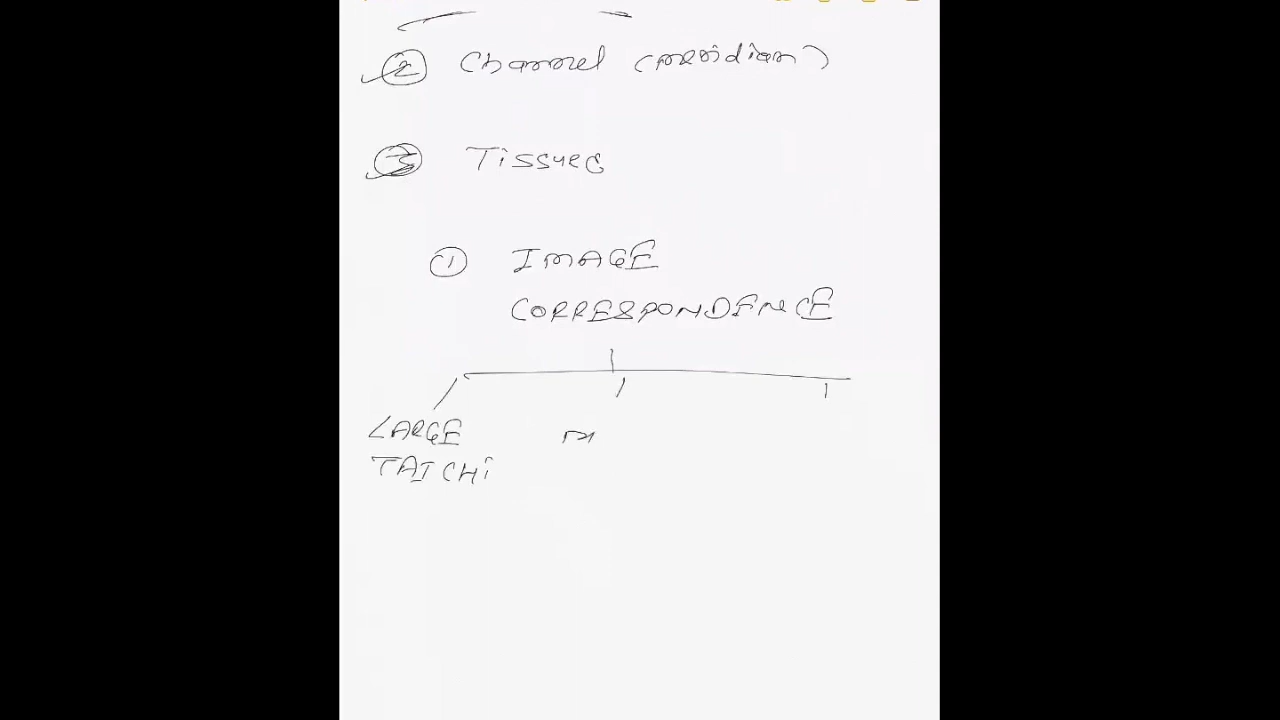 ② Channel (meridian)
③ Tissues
① IMAGE
CORRESPONDENCE
LARGE
TAI CHi